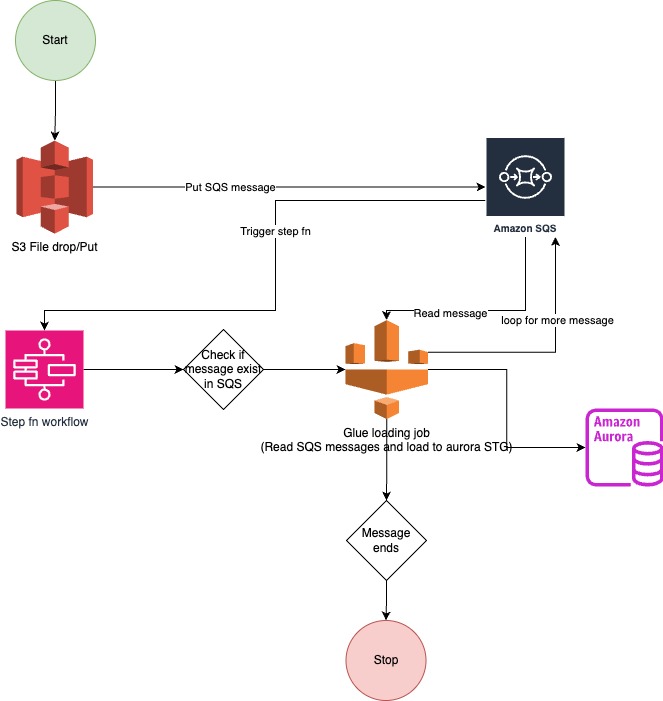 Start
S3 File drop/Put
Put SQS message
Amazon SQS
Trigger step fn
Read message
loop for more message
Check if
message exist
in SQS
Step fn workflow
Glue loading job
(Read SQS messages and load to aurora STG)
Amazon
Aurora
Message
ends
Stop